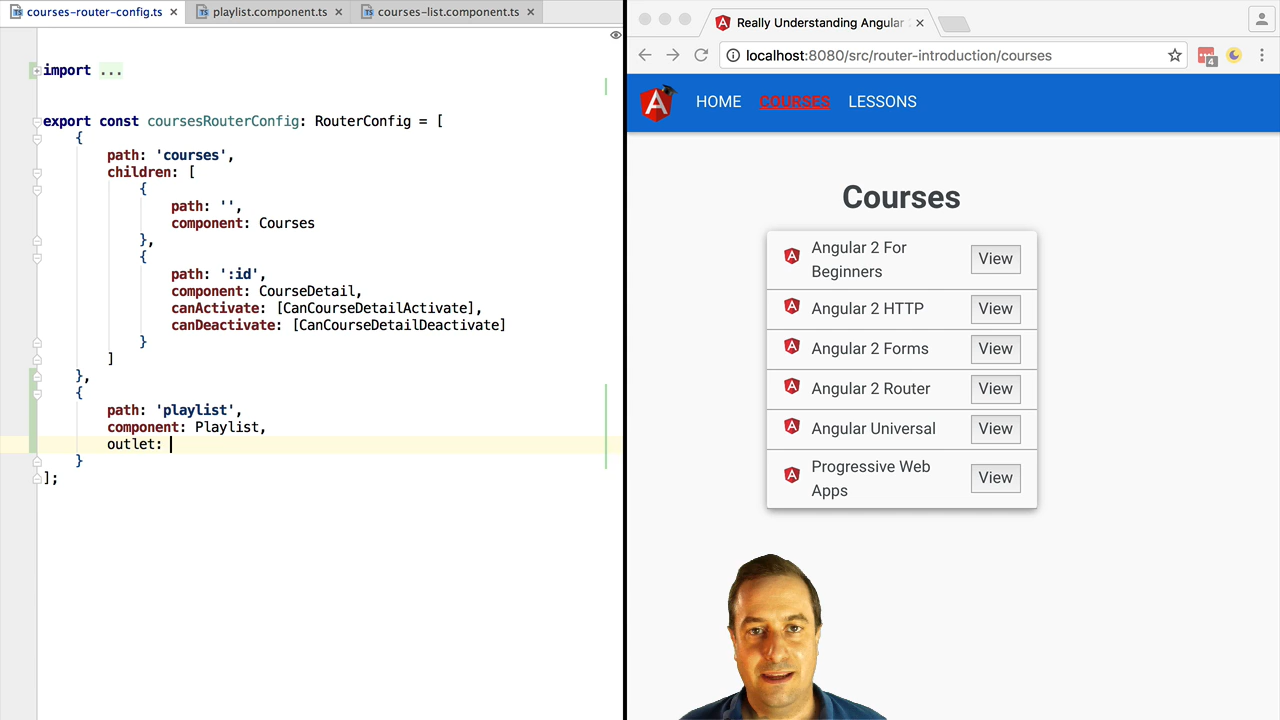 courses-router-config.ts
playlist.component.ts
courses-list.component.ts
import ...
export const coursesRouterConfig: RouterConfig = [
{
path: 'courses',
children: [
{
path: '',
component: Courses
},
{
path: ':id',
component: CourseDetail,
canActivate: [CanCourseDetailActivate],
canDeactivate: [CanCourseDetailDeactivate]
}
]
},
{
path: 'playlist',
component: Playlist,
outlet:
}
];
Really Understanding Angular
localhost:8080/src/router-introduction/courses
4
HOME
COURSES
LESSONS
Courses
Angular 2 For
Beginners
View
Angular 2 HTTP
View
Angular 2 Forms
View
Angular 2 Router
View
Angular Universal
View
Progressive Web
Apps
View